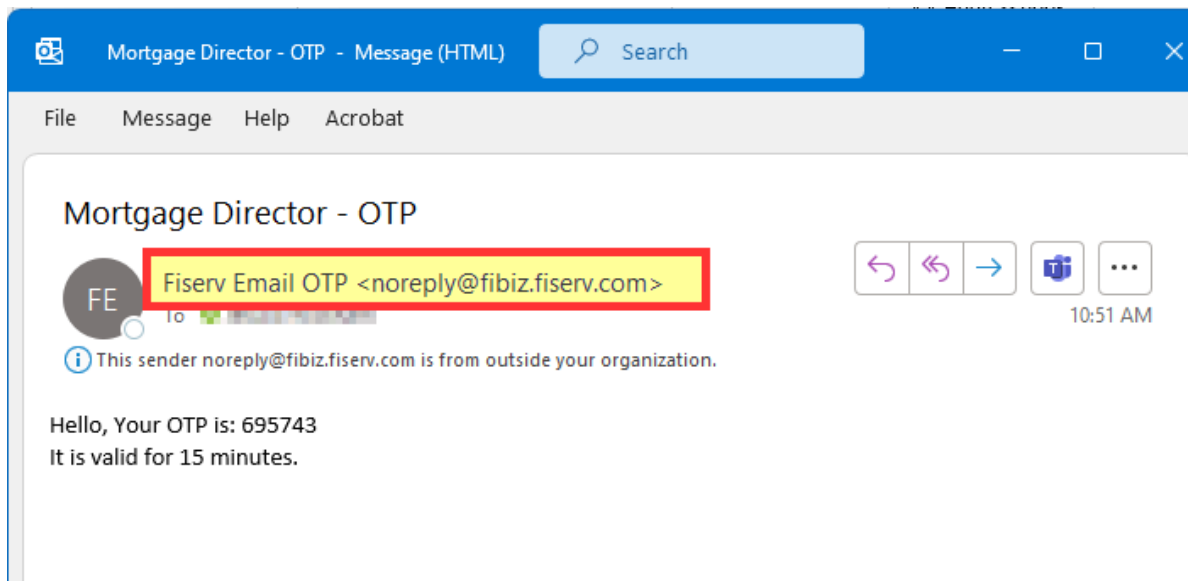 Mortgage Director - OTP - Message (HTML)
Search
File Message Help Acrobat
Mortgage Director - OTP
FE
Fiserv Email OTP <noreply@fibiz.fiserv.com>
To
10:51 AM
This sender noreply@fibiz.fiserv.com is from outside your organization.
Hello, Your OTP is: 695743
It is valid for 15 minutes.